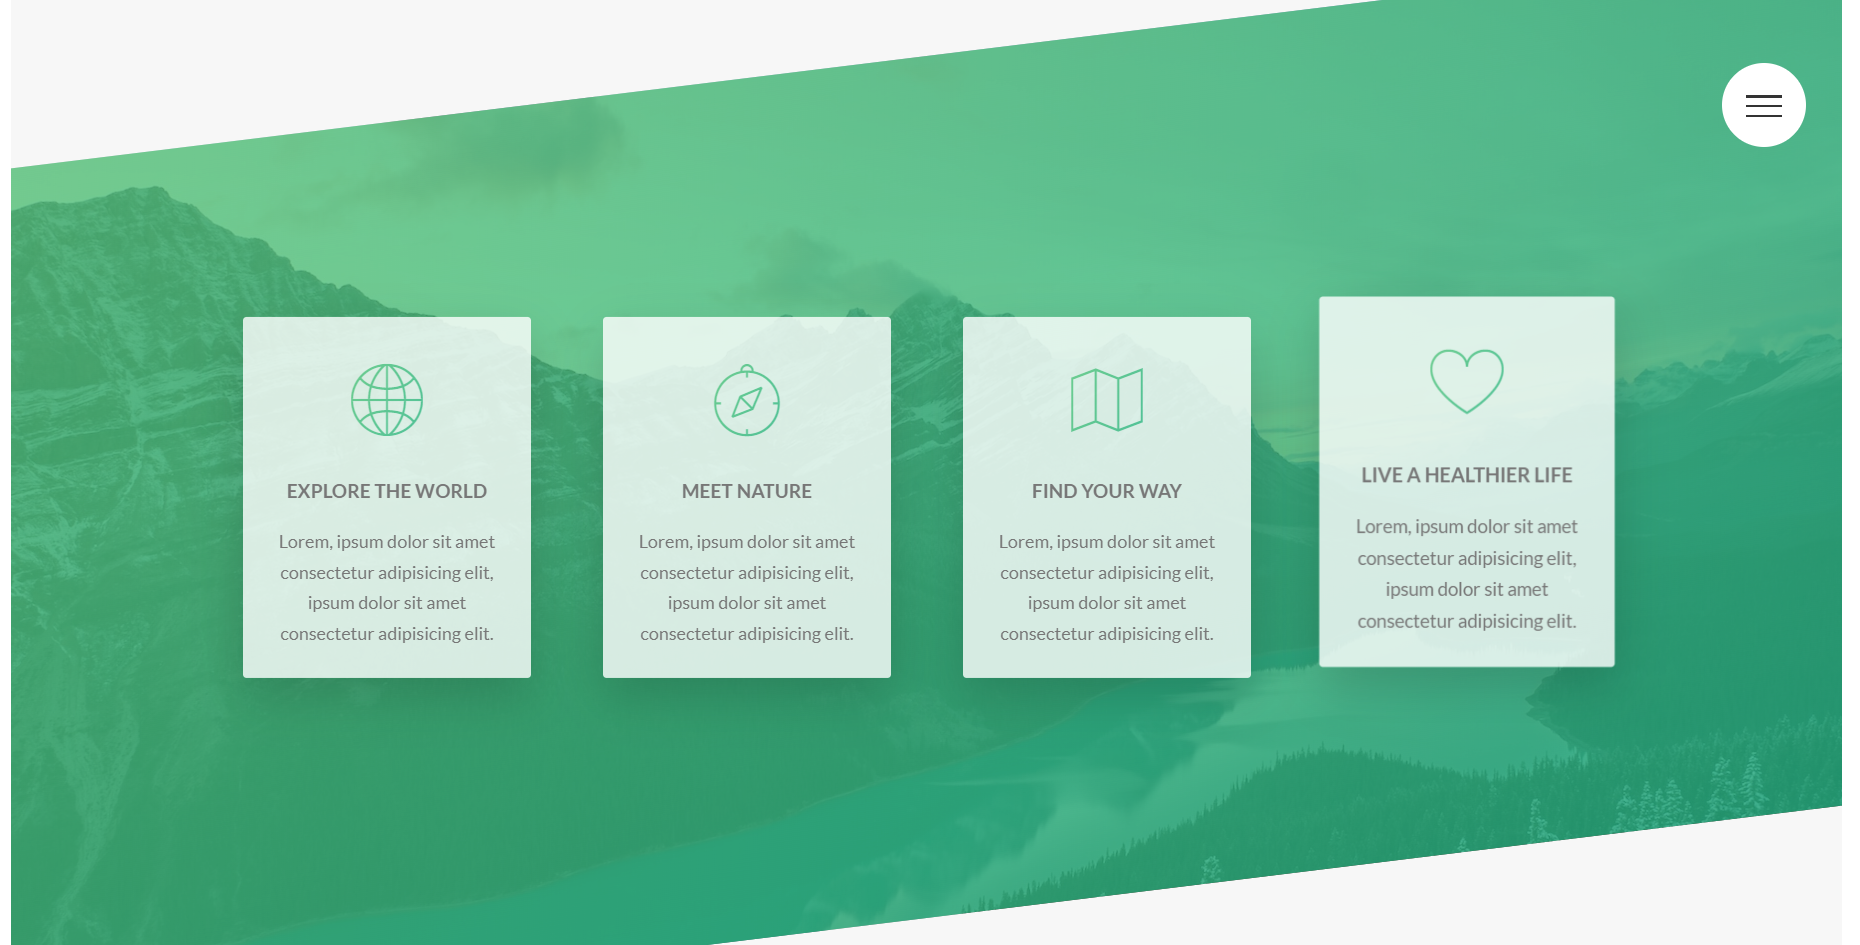 EXPLORE THE WORLD
Lorem, ipsum dolor sit amet
consectetur adipisicing elit,
ipsum dolor sit amet
consectetur adipisicing elit.
MEET NATURE
Lorem, ipsum dolor sit amet
consectetur adipisicing elit,
ipsum dolor sit amet
consectetur adipisicing elit.
FIND YOUR WAY
Lorem, ipsum dolor sit amet
consectetur adipisicing elit,
ipsum dolor sit amet
consectetur adipisicing elit.
LIVE A HEALTHIER LIFE
Lorem, ipsum dolor sit amet
consectetur adipisicing elit,
ipsum dolor sit amet
consectetur adipisicing elit.